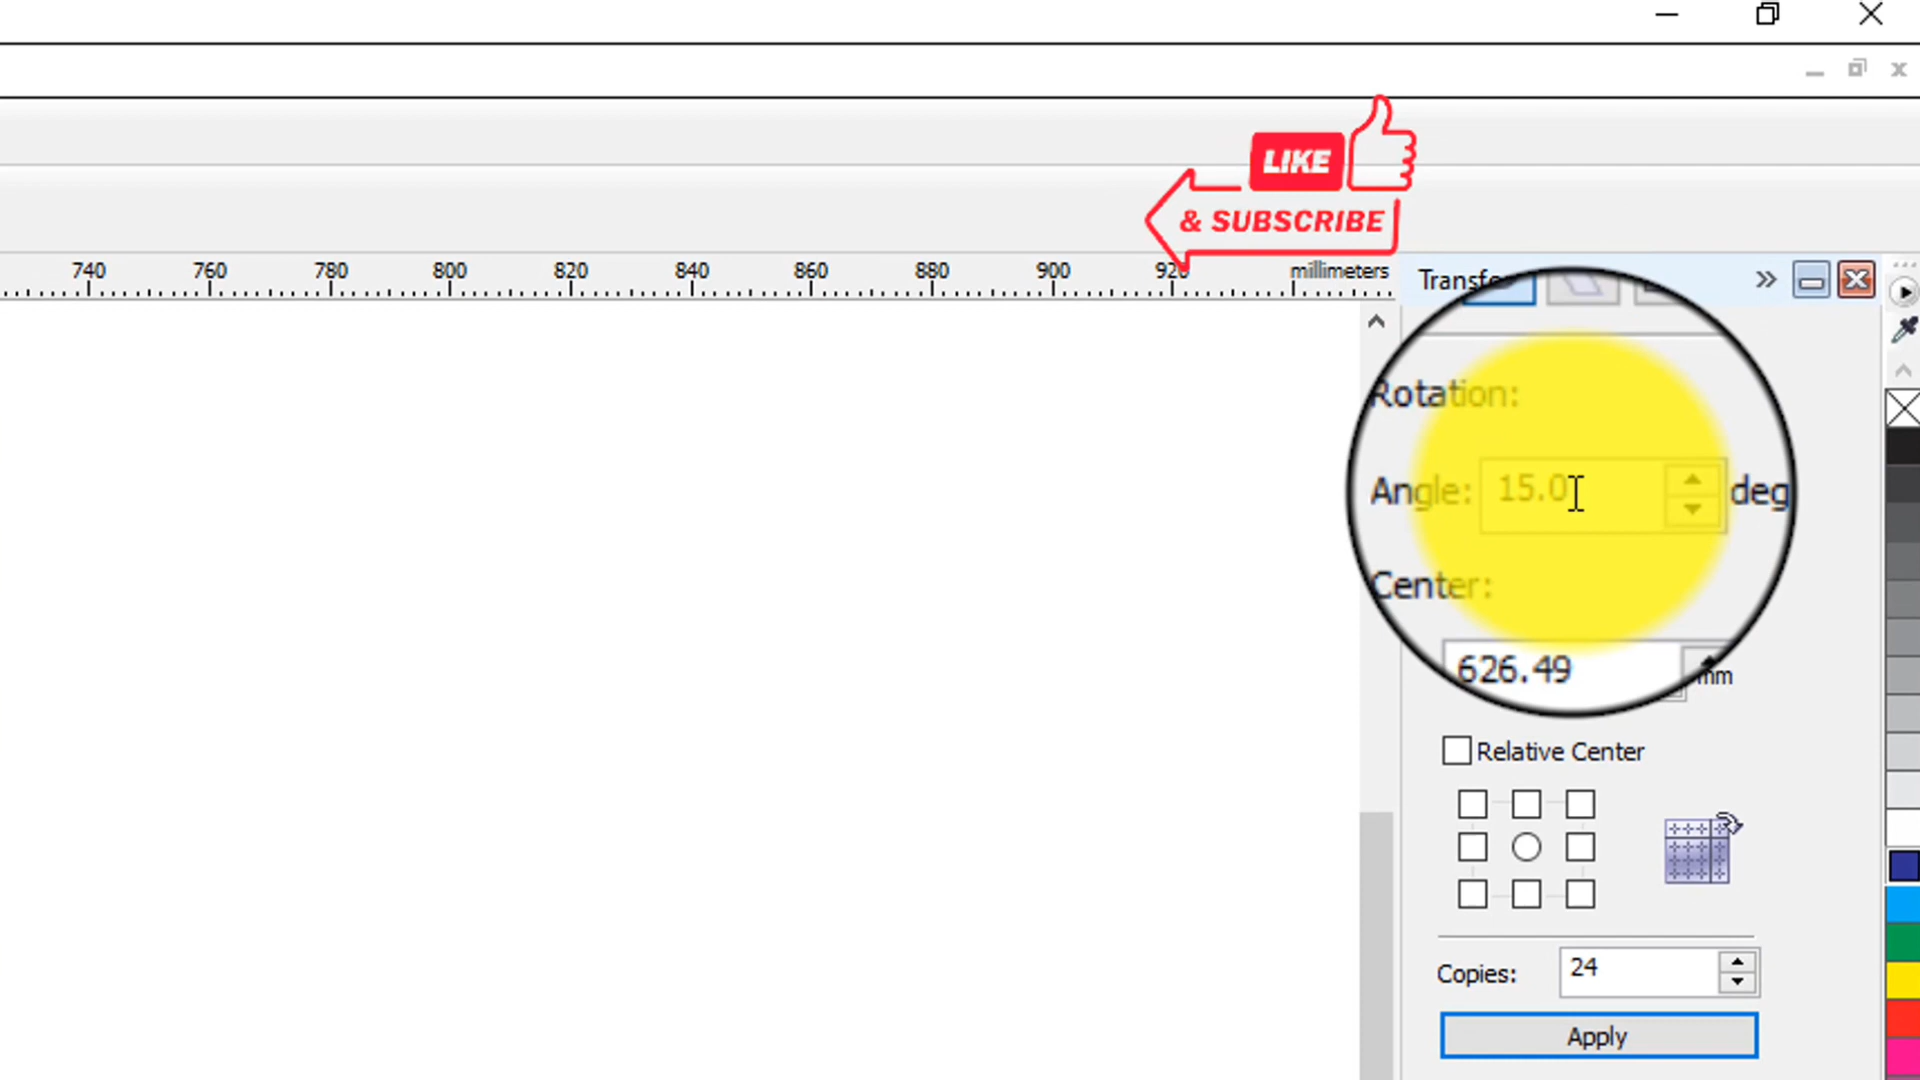 LIKE
& SUBSCRIBE
740 760 780 800 820 840 860 880 900 920 millimeters
Rotation:
Angle: 15.0 deg
Center:
626.49 mm
Relative Center
Copies: 24
Apply